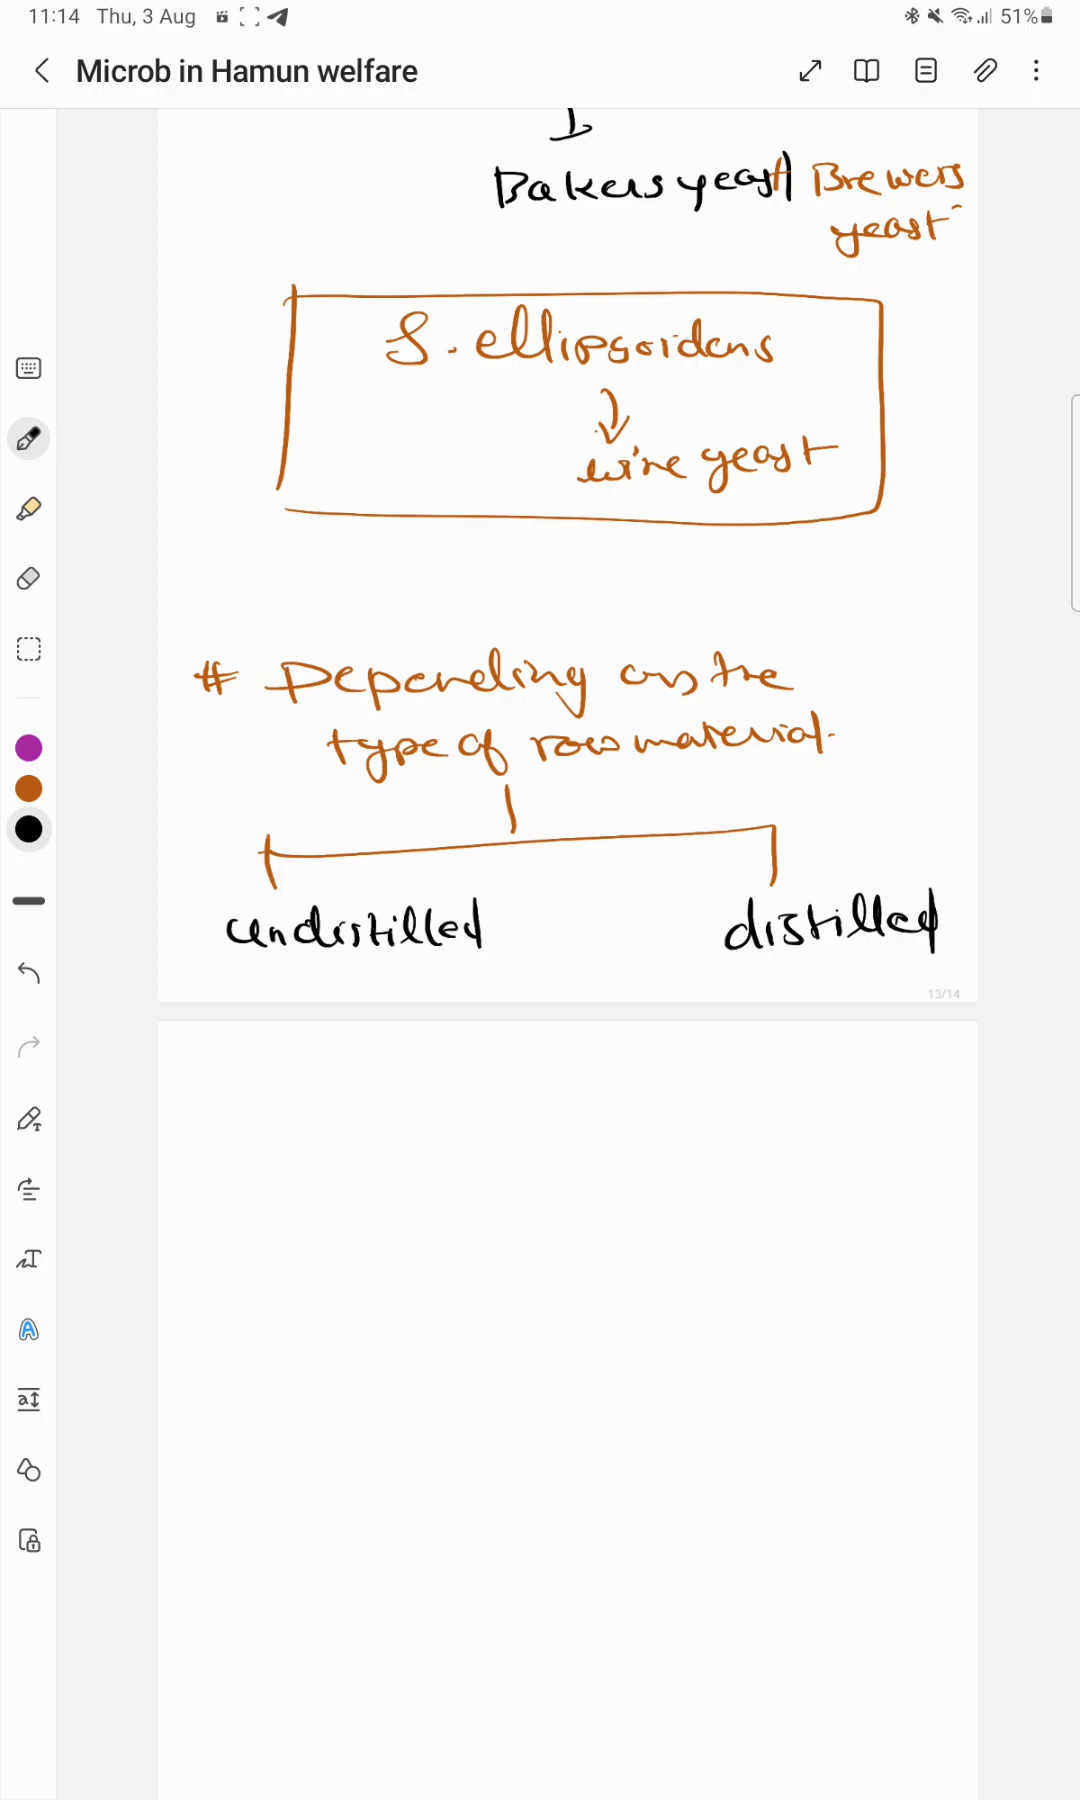 11:14 Thu, 3 Aug 51%
Microb in Hamun welfare
Bakers yeast Brewers
yeast
S. ellipsoidens
wine yeast
# Depending on the
type of raw material.
undistilled distilled
13/14